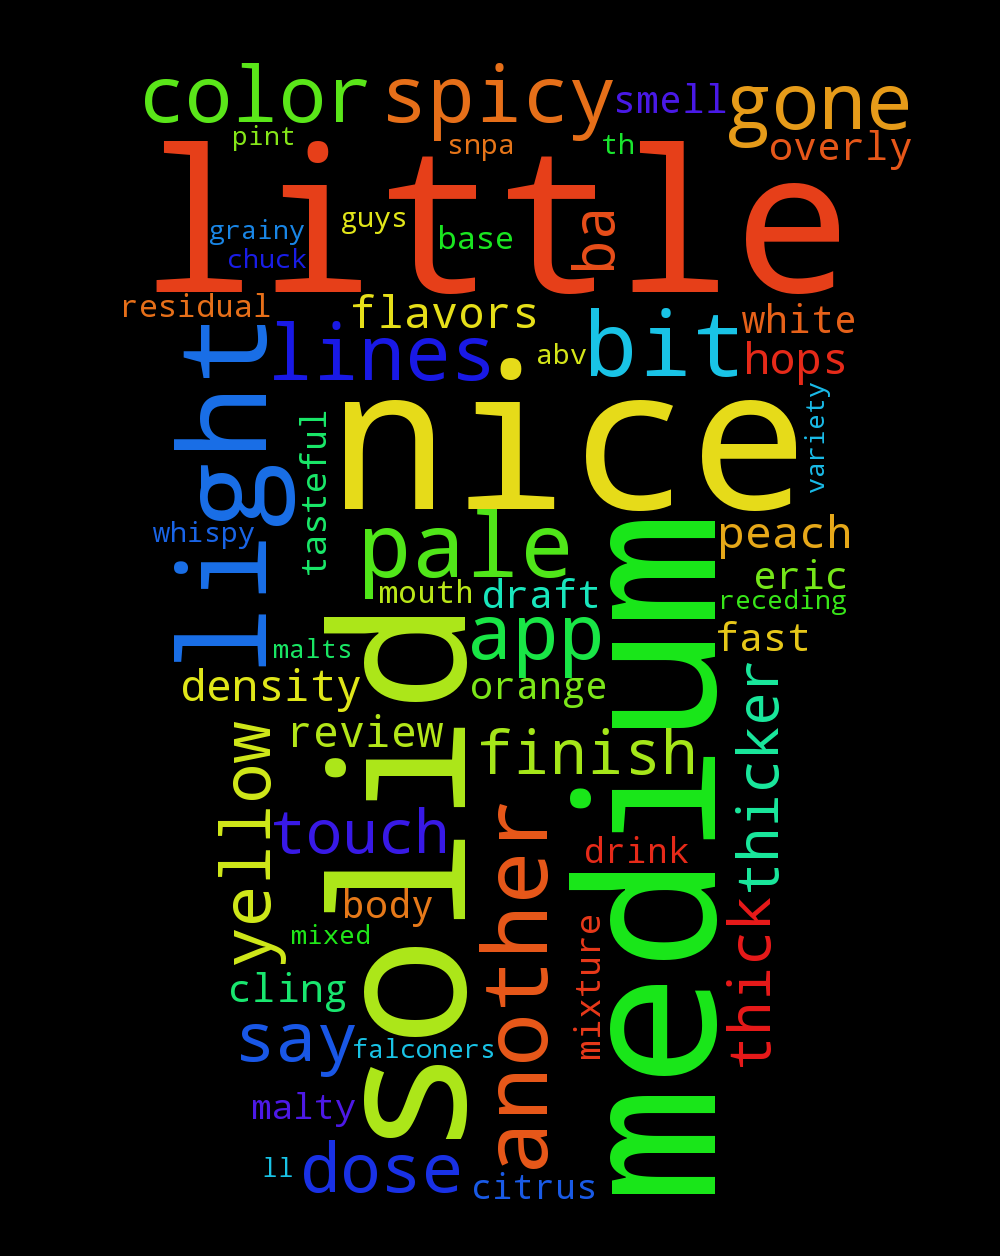 color spicy smell gone
pint snpa th overly
little
grainy guys base ba
chuck
residual flavors bit white
lines abv hops
light nice variety
tasteful
whispy pale peach
mouth draft eric
receding
solid app medium fast
malts
density orange thicker
review finish
yellow touch another drink
body thick
mixed mixture
cling
say falconers
malty
ll dose citrus